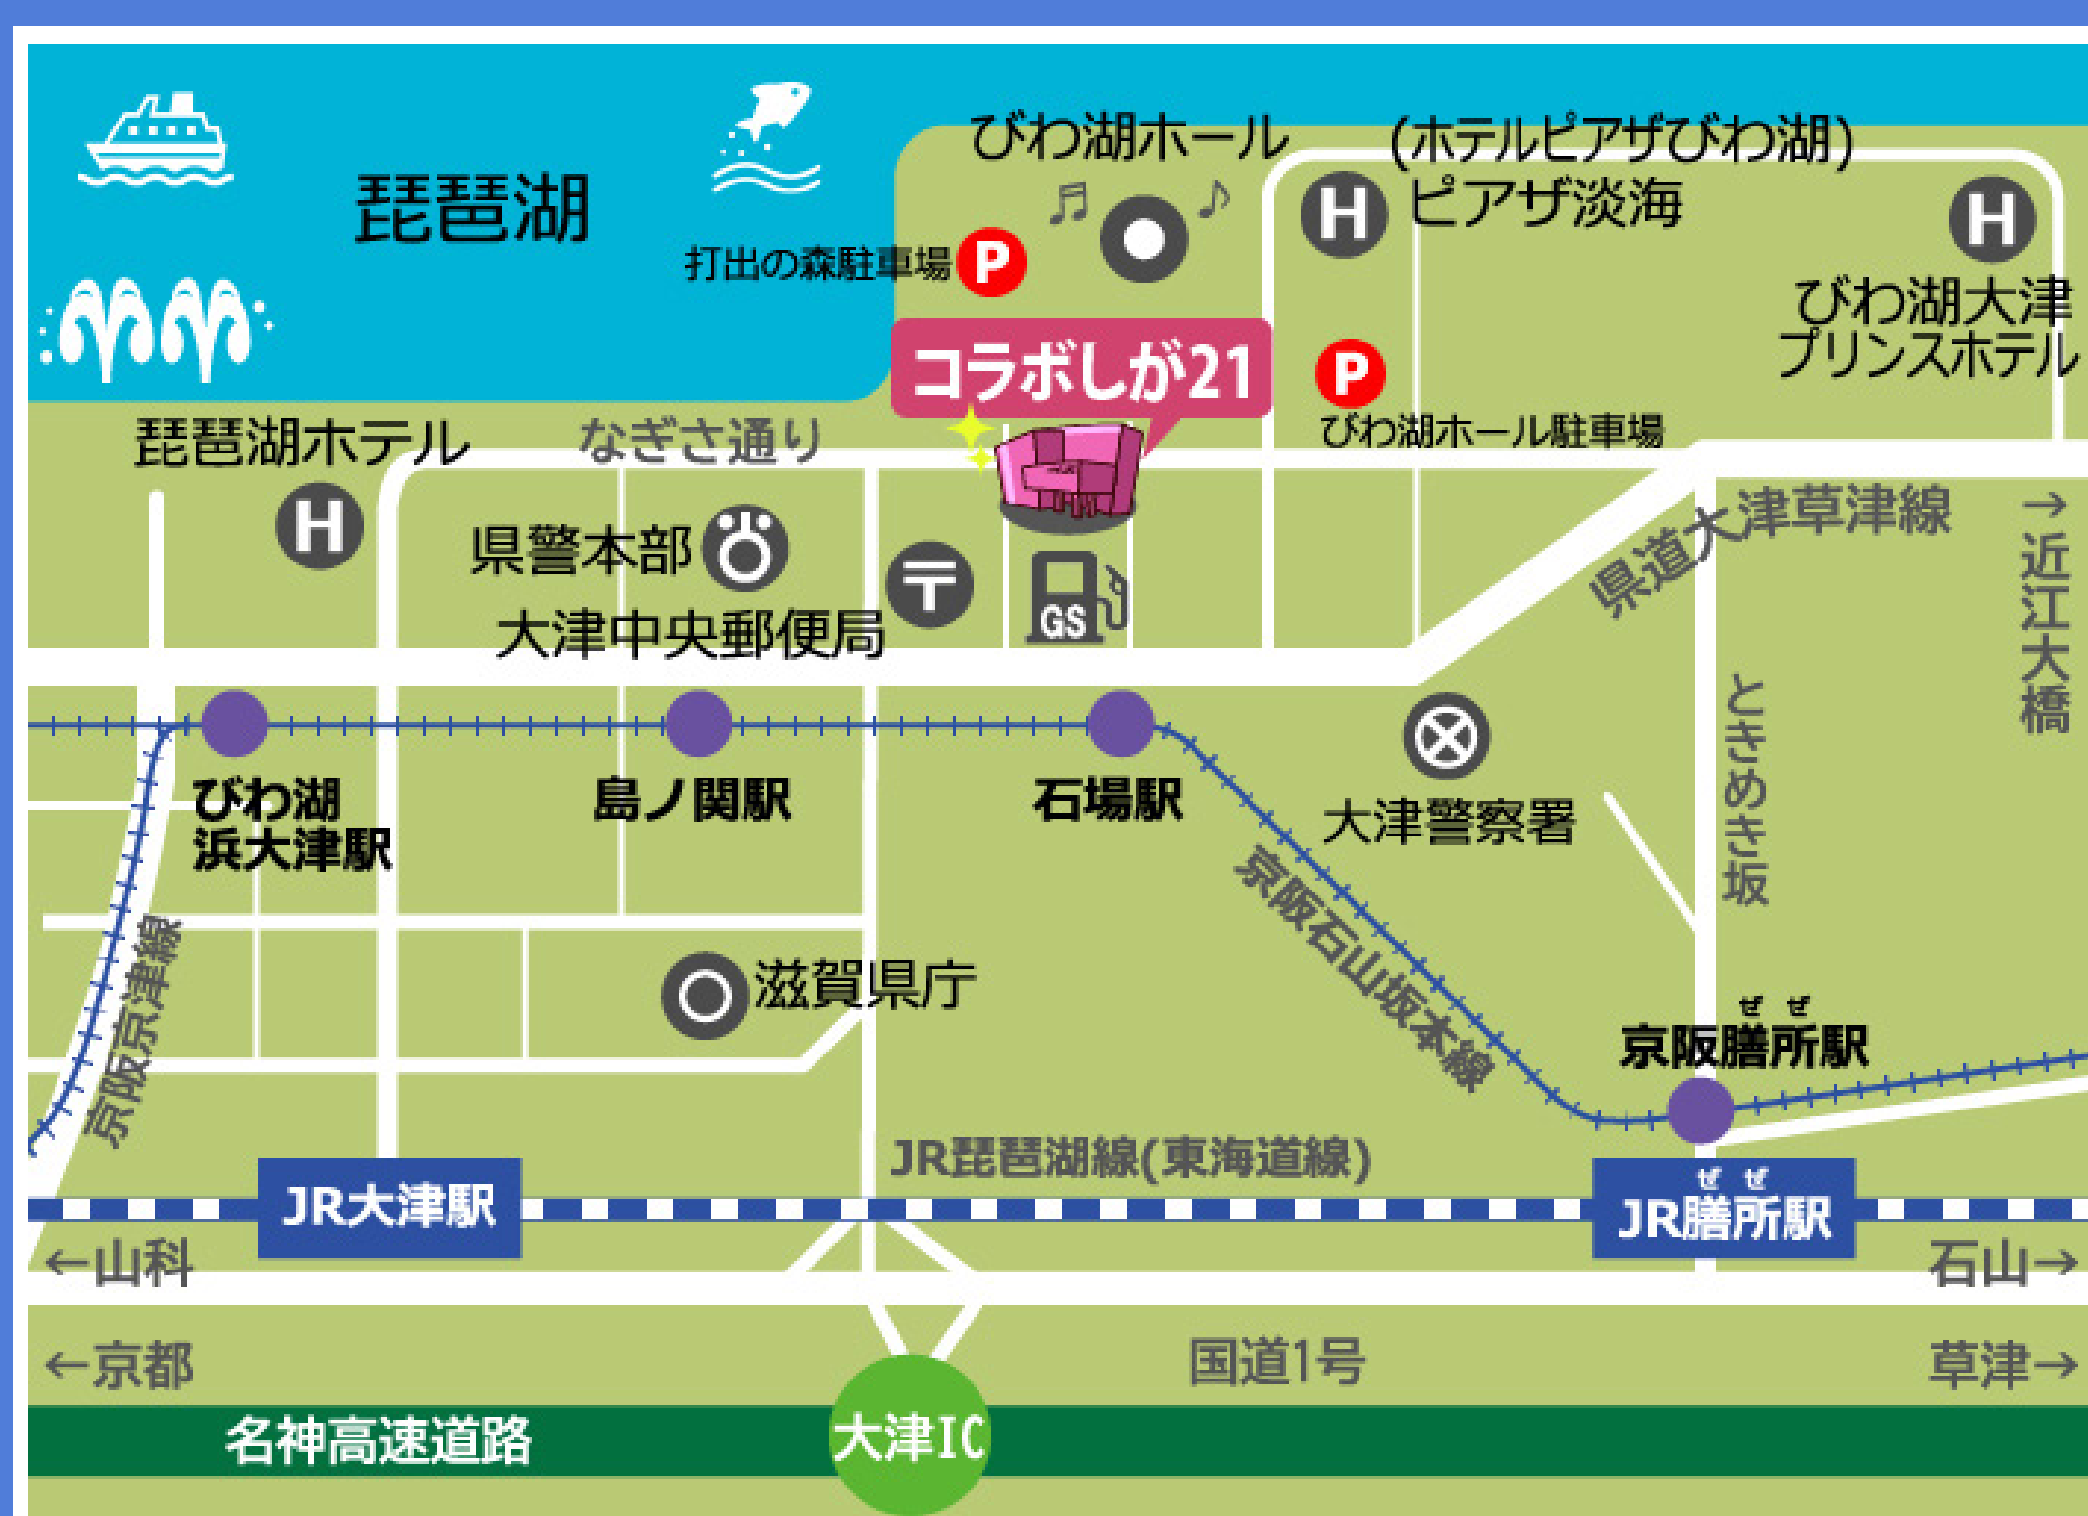 びわ湖ホール
(ホテルピアザびわ湖)
ピアザ淡海
H
H
琵琶湖
打出の森駐車場
P
びわ湖大津
プリンスホテル
コラボしが21
P
びわ湖ホール駐車場
琵琶湖ホテル
なぎさ通り
H
県警本部
〒
大津中央郵便局
GS
県道大津草津線
→近江大橋
ときめき坂
びわ湖
浜大津駅
島ノ関駅
石場駅
大津警察署
京阪石山坂本線
京阪京津線
滋賀県庁
ぜ ぜ
京阪膳所駅
JR琵琶湖線(東海道線)
JR大津駅
ぜ ぜ
JR膳所駅
←山科
石山→
←京都
国道1号
草津→
名神高速道路
大津IC